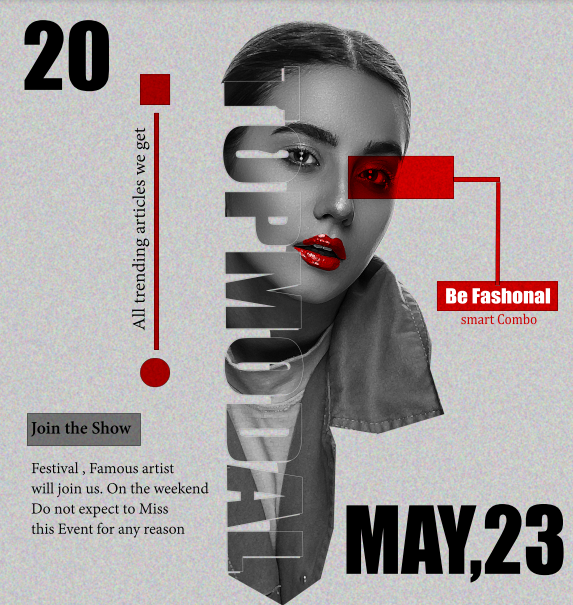 20
All trending articles we get
TOPMODAL
Be Fashonal
smart Combo
Join the Show
Festival , Famous artist
will join us. On the weekend
Do not expect to Miss
this Event for any reason
MAY,23